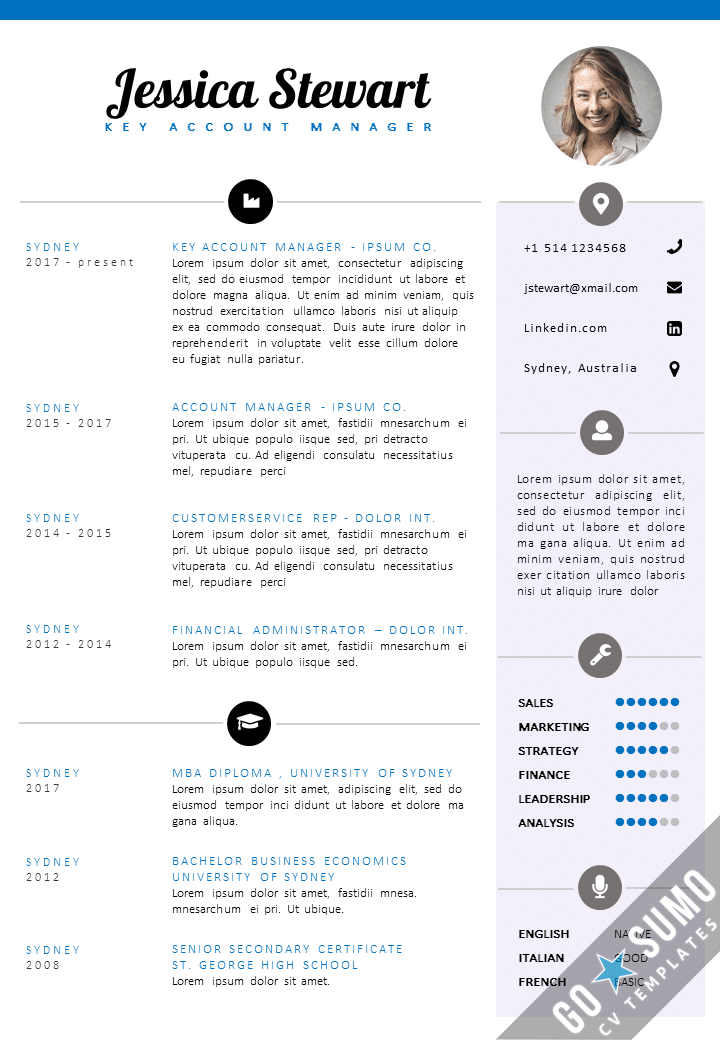 Jessica Stewart
KEY ACCOUNT MANAGER
SYDNEY
2017 - present
KEY ACCOUNT MANAGER - IPSUM CO.
Lorem ipsum dolor sit amet, consectetur adipiscing
elit, sed do eiusmod tempor incididunt ut labore et
dolore magna aliqua. Ut enim ad minim veniam, quis
nostrud exercitation ullamco laboris nisi ut aliquip
ex ea commodo consequat. Duis aute irure dolor in
reprehenderit in voluptate velit esse cillum dolore
eu fugiat nulla pariatur.
SYDNEY
2015 - 2017
ACCOUNT MANAGER - IPSUM CO.
Lorem ipsum dolor sit amet, fastidii mnesarchum ei
pri. Ut ubique populo iisque sed, pri detracto
vituperata cu. Ad eligendi consulatu necessitatius
mel, repudiare perci
SYDNEY
2014 - 2015
CUSTOMERSERVICE REP - DOLOR INT.
Lorem ipsum dolor sit amet, fastidii mnesarchum ei
pri. Ut ubique populo iisque sed, pri detracto
vituperata cu. Ad eligendi consulatu necessitatius
mel, repudiare perci
SYDNEY
2012 - 2014
FINANCIAL ADMINISTRATOR – DOLOR INT.
Lorem ipsum dolor sit amet, fastidii mnesarchum ei
pri. Ut ubique populo iisque sed.
SYDNEY
2017
MBA DIPLOMA , UNIVERSITY OF SYDNEY
Lorem ipsum dolor sit amet, adipiscing elit, sed do
eiusmod tempor inci didunt ut labore et dolore ma
gana aliqua.
SYDNEY
2012
BACHELOR BUSINESS ECONOMICS
UNIVERSITY OF SYDNEY
Lorem ipsum dolor sit amet, fastidii mnesa.
mnesarchum ei pri. Ut ubique.
SYDNEY
2008
SENIOR SECONDARY CERTIFICATE
ST. GEORGE HIGH SCHOOL
Lorem ipsum dolor sit amet.
+1 514 1234568
jstewart@xmail.com
Linkedin.com
Sydney, Australia
Lorem ipsum dolor sit amet,
consectetur adipiscing elit,
sed do eiusmod tempor inci
didunt ut labore et dolore
ma gana aliqua. Ut enim ad
minim veniam, quis nostrud
exer citation ullamco laboris
nisi ut aliquip irure dolor
SALES
MARKETING
STRATEGY
FINANCE
LEADERSHIP
ANALYSIS
ENGLISH NATIVE
ITALIAN GOOD
FRENCH BASIC
GO SUMO
CV TEMPLATES